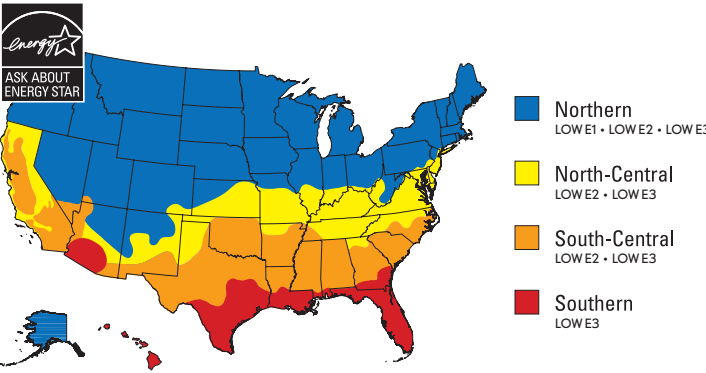 energy
ASK ABOUT
ENERGY STAR
Northern
LOW E1 • LOW E2 • LOW E3
North-Central
LOW E2 • LOW E3
South-Central
LOW E2 • LOW E3
Southern
LOW E3